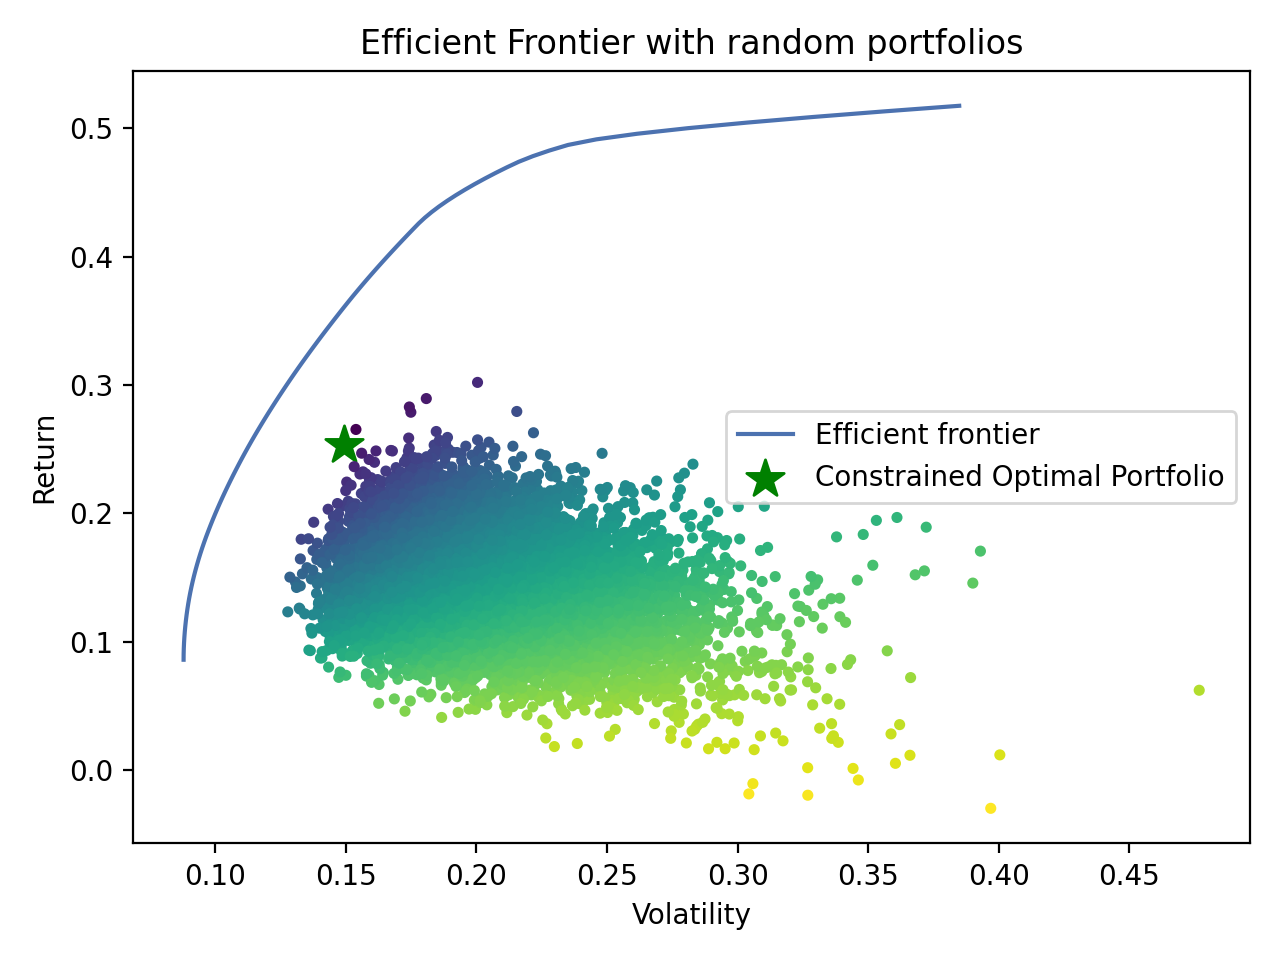 Efficient Frontier with random portfolios
0.5
0.4
0.3
0.2
0.1
0.0
Return
Efficient frontier
Constrained Optimal Portfolio
0.10 0.15 0.20 0.25 0.30 0.35 0.40 0.45
Volatility